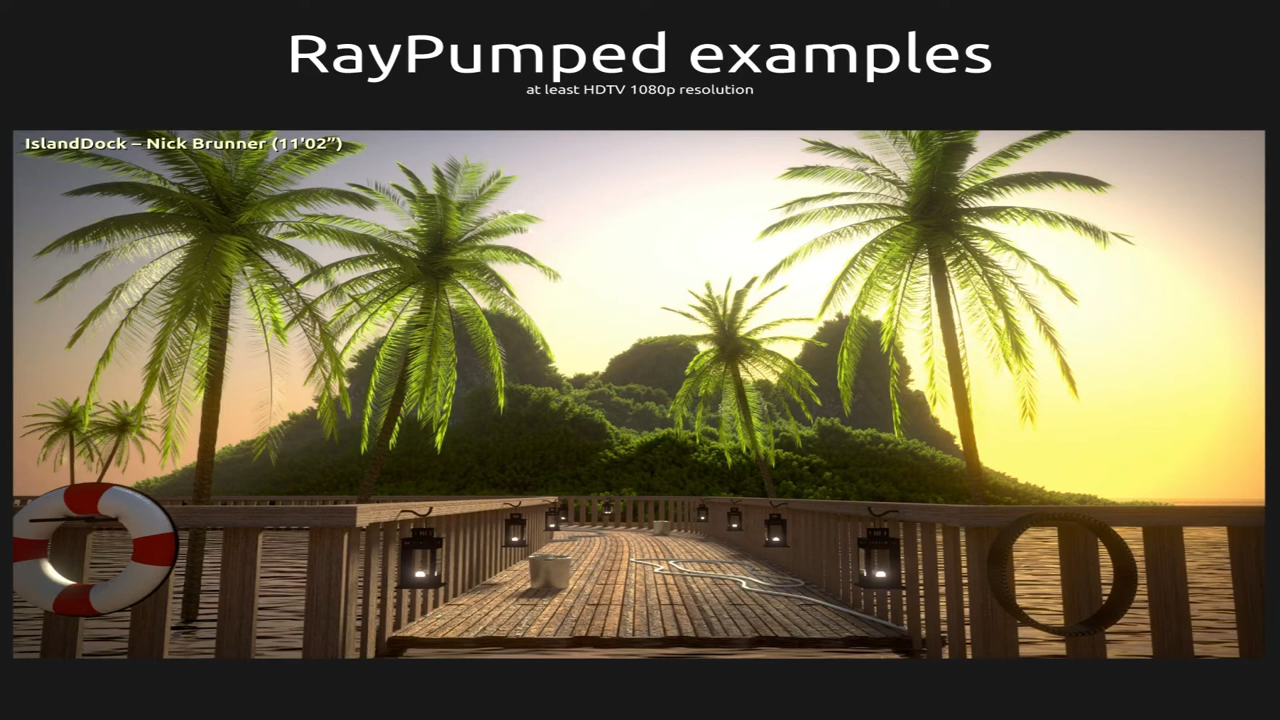 RayPumped examples
at least HDTV 1080p resolution
IslandDock – Nick Brunner (11'02”)